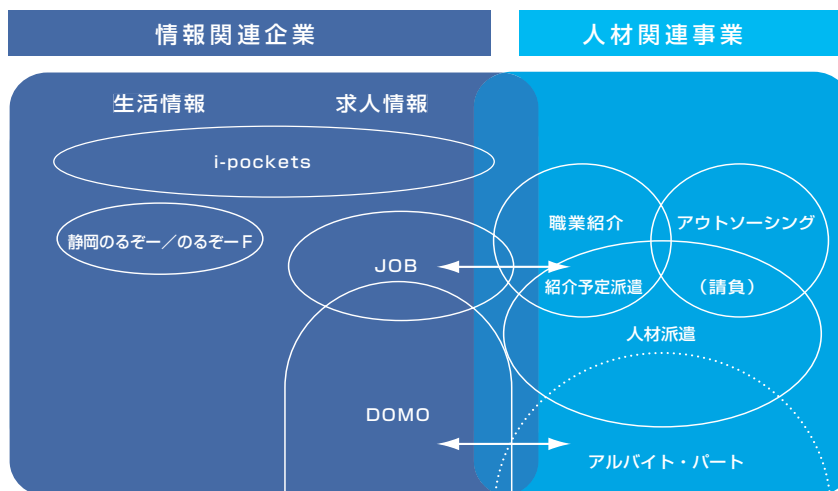 情報関連企業
人材関連事業
生活情報
求人情報
i-pockets
職業紹介
アウトソーシング
静岡のるぞー／のるぞーF
JOB
紹介予定派遣
（請負）
人材派遣
DOMO
アルバイト・パート